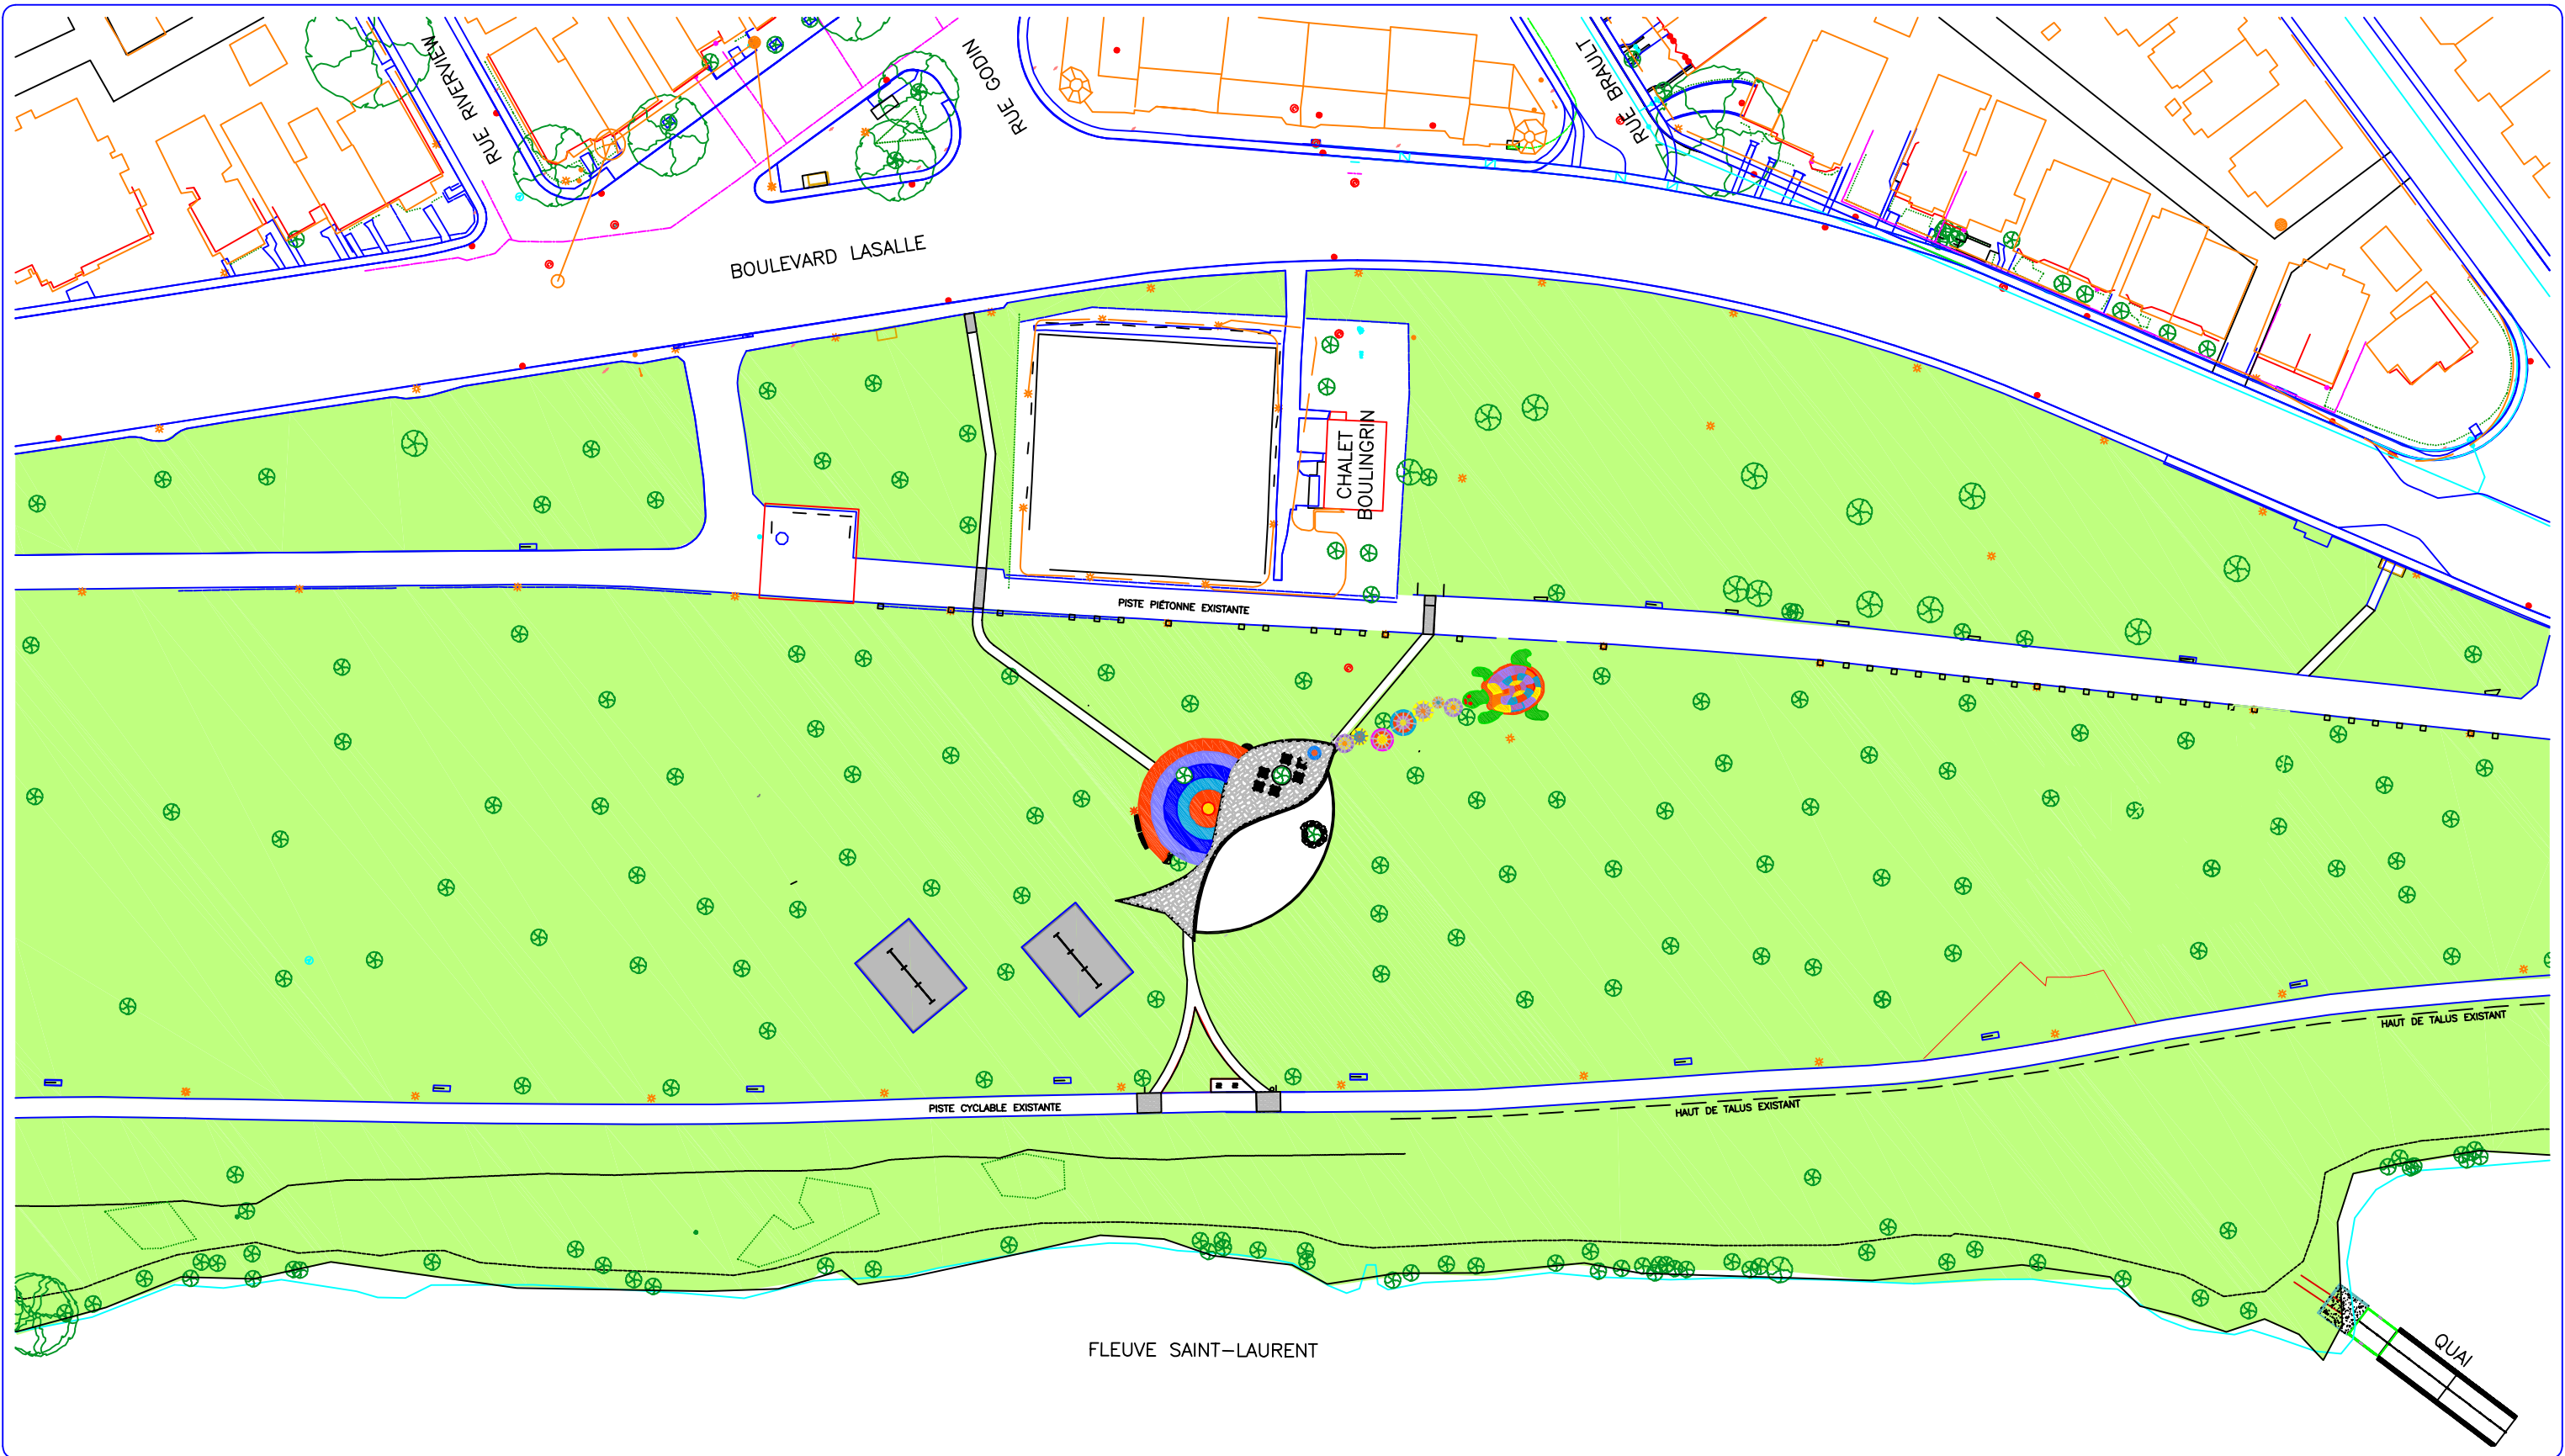 RUE RIVERVIEW
RUE GODIN
RUE BRAULT
BOULEVARD LASALLE
CHALET
BOULINGRIN
PISTE PIÉTONNE EXISTANTE
HAUT DE TALUS EXISTANT
PISTE CYCLABLE EXISTANTE
HAUT DE TALUS EXISTANT
FLEUVE SAINT-LAURENT
QUAI